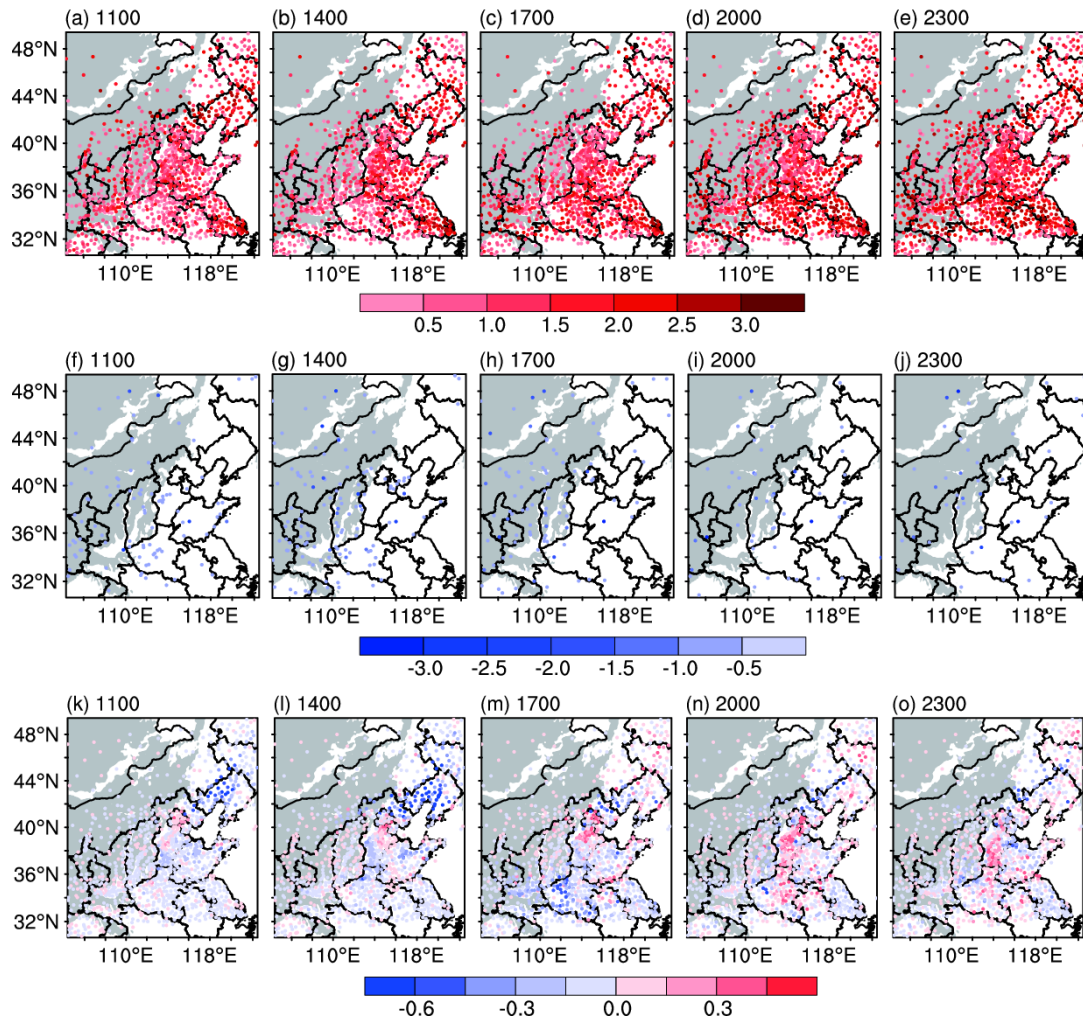 (a) 1100 (b) 1400 (c) 1700 (d) 2000 (e) 2300
48°N
44°N
40°N
36°N
32°N
110°E 118°E 110°E 118°E 110°E 118°E 110°E 118°E 110°E 118°E
0.5 1.0 1.5 2.0 2.5 3.0
(f) 1100 (g) 1400 (h) 1700 (i) 2000 (j) 2300
48°N
44°N
40°N
36°N
32°N
110°E 118°E 110°E 118°E 110°E 118°E 110°E 118°E 110°E 118°E
-3.0 -2.5 -2.0 -1.5 -1.0 -0.5
(k) 1100 (l) 1400 (m) 1700 (n) 2000 (o) 2300
48°N
44°N
40°N
36°N
32°N
110°E 118°E 110°E 118°E 110°E 118°E 110°E 118°E 110°E 118°E
-0.6 -0.3 0.0 0.3